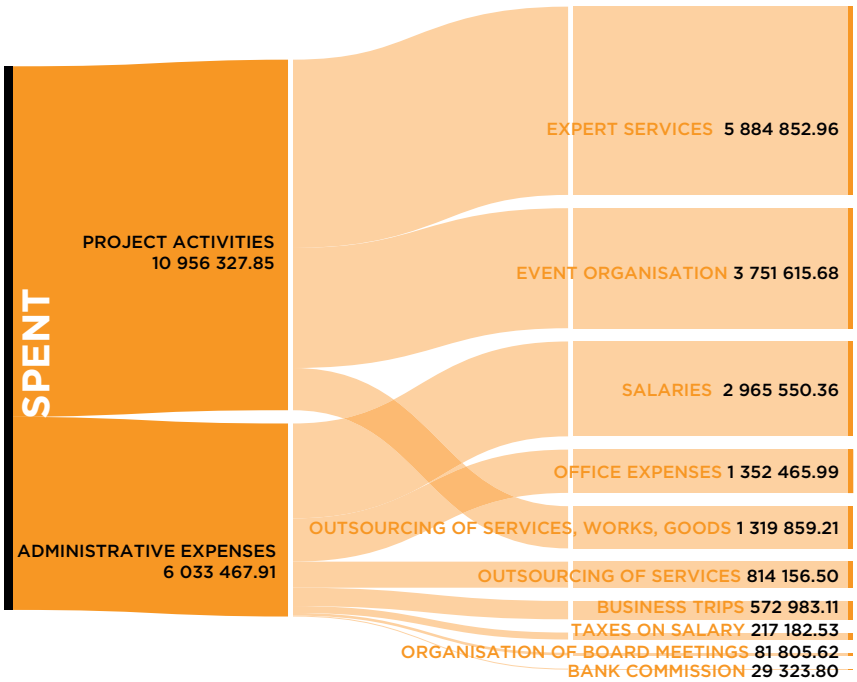 SPENT
PROJECT ACTIVITIES
10 956 327.85
ADMINISTRATIVE EXPENSES
6 033 467.91
EXPERT SERVICES 5 884 852.96
EVENT ORGANISATION 3 751 615.68
SALARIES 2 965 550.36
OFFICE EXPENSES 1 352 465.99
OUTSOURCING OF SERVICES, WORKS, GOODS 1 319 859.21
OUTSOURCING OF SERVICES 814 156.50
BUSINESS TRIPS 572 983.11
TAXES ON SALARY 217 182.53
ORGANISATION OF BOARD MEETINGS 81 805.62
BANK COMMISSION 29 323.80